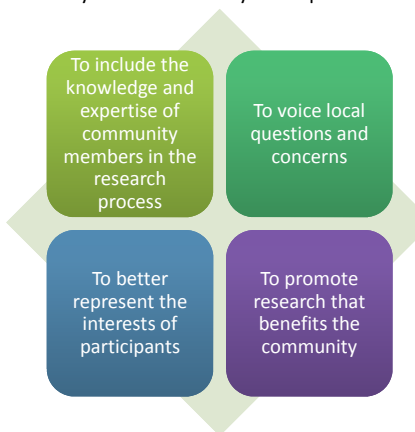 To include the
knowledge and
expertise of
community
members in the
research
process
To voice local
questions and
concerns
To better
represent the
interests of
participants
To promote
research that
benefits the
community